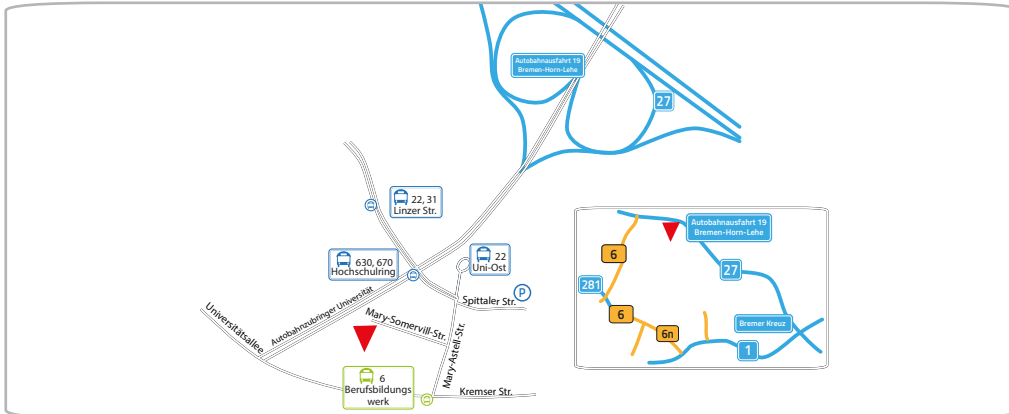 Autobahnausfahrt 19
Bremen-Horn-Lehe
27
22, 31
Linzer Str.
630, 670
Hochschulring
22
Uni-Ost
P
Spittaler Str.
Universitätsallee
Autobahnzubringer Universität
Mary-Somervill-Str.
Mary-Astell-Str.
6
Berufsbildungs
werk
Kremser Str.
Autobahnausfahrt 19
Bremen-Horn-Lehe
6
27
281
6
6n
Bremer Kreuz
1